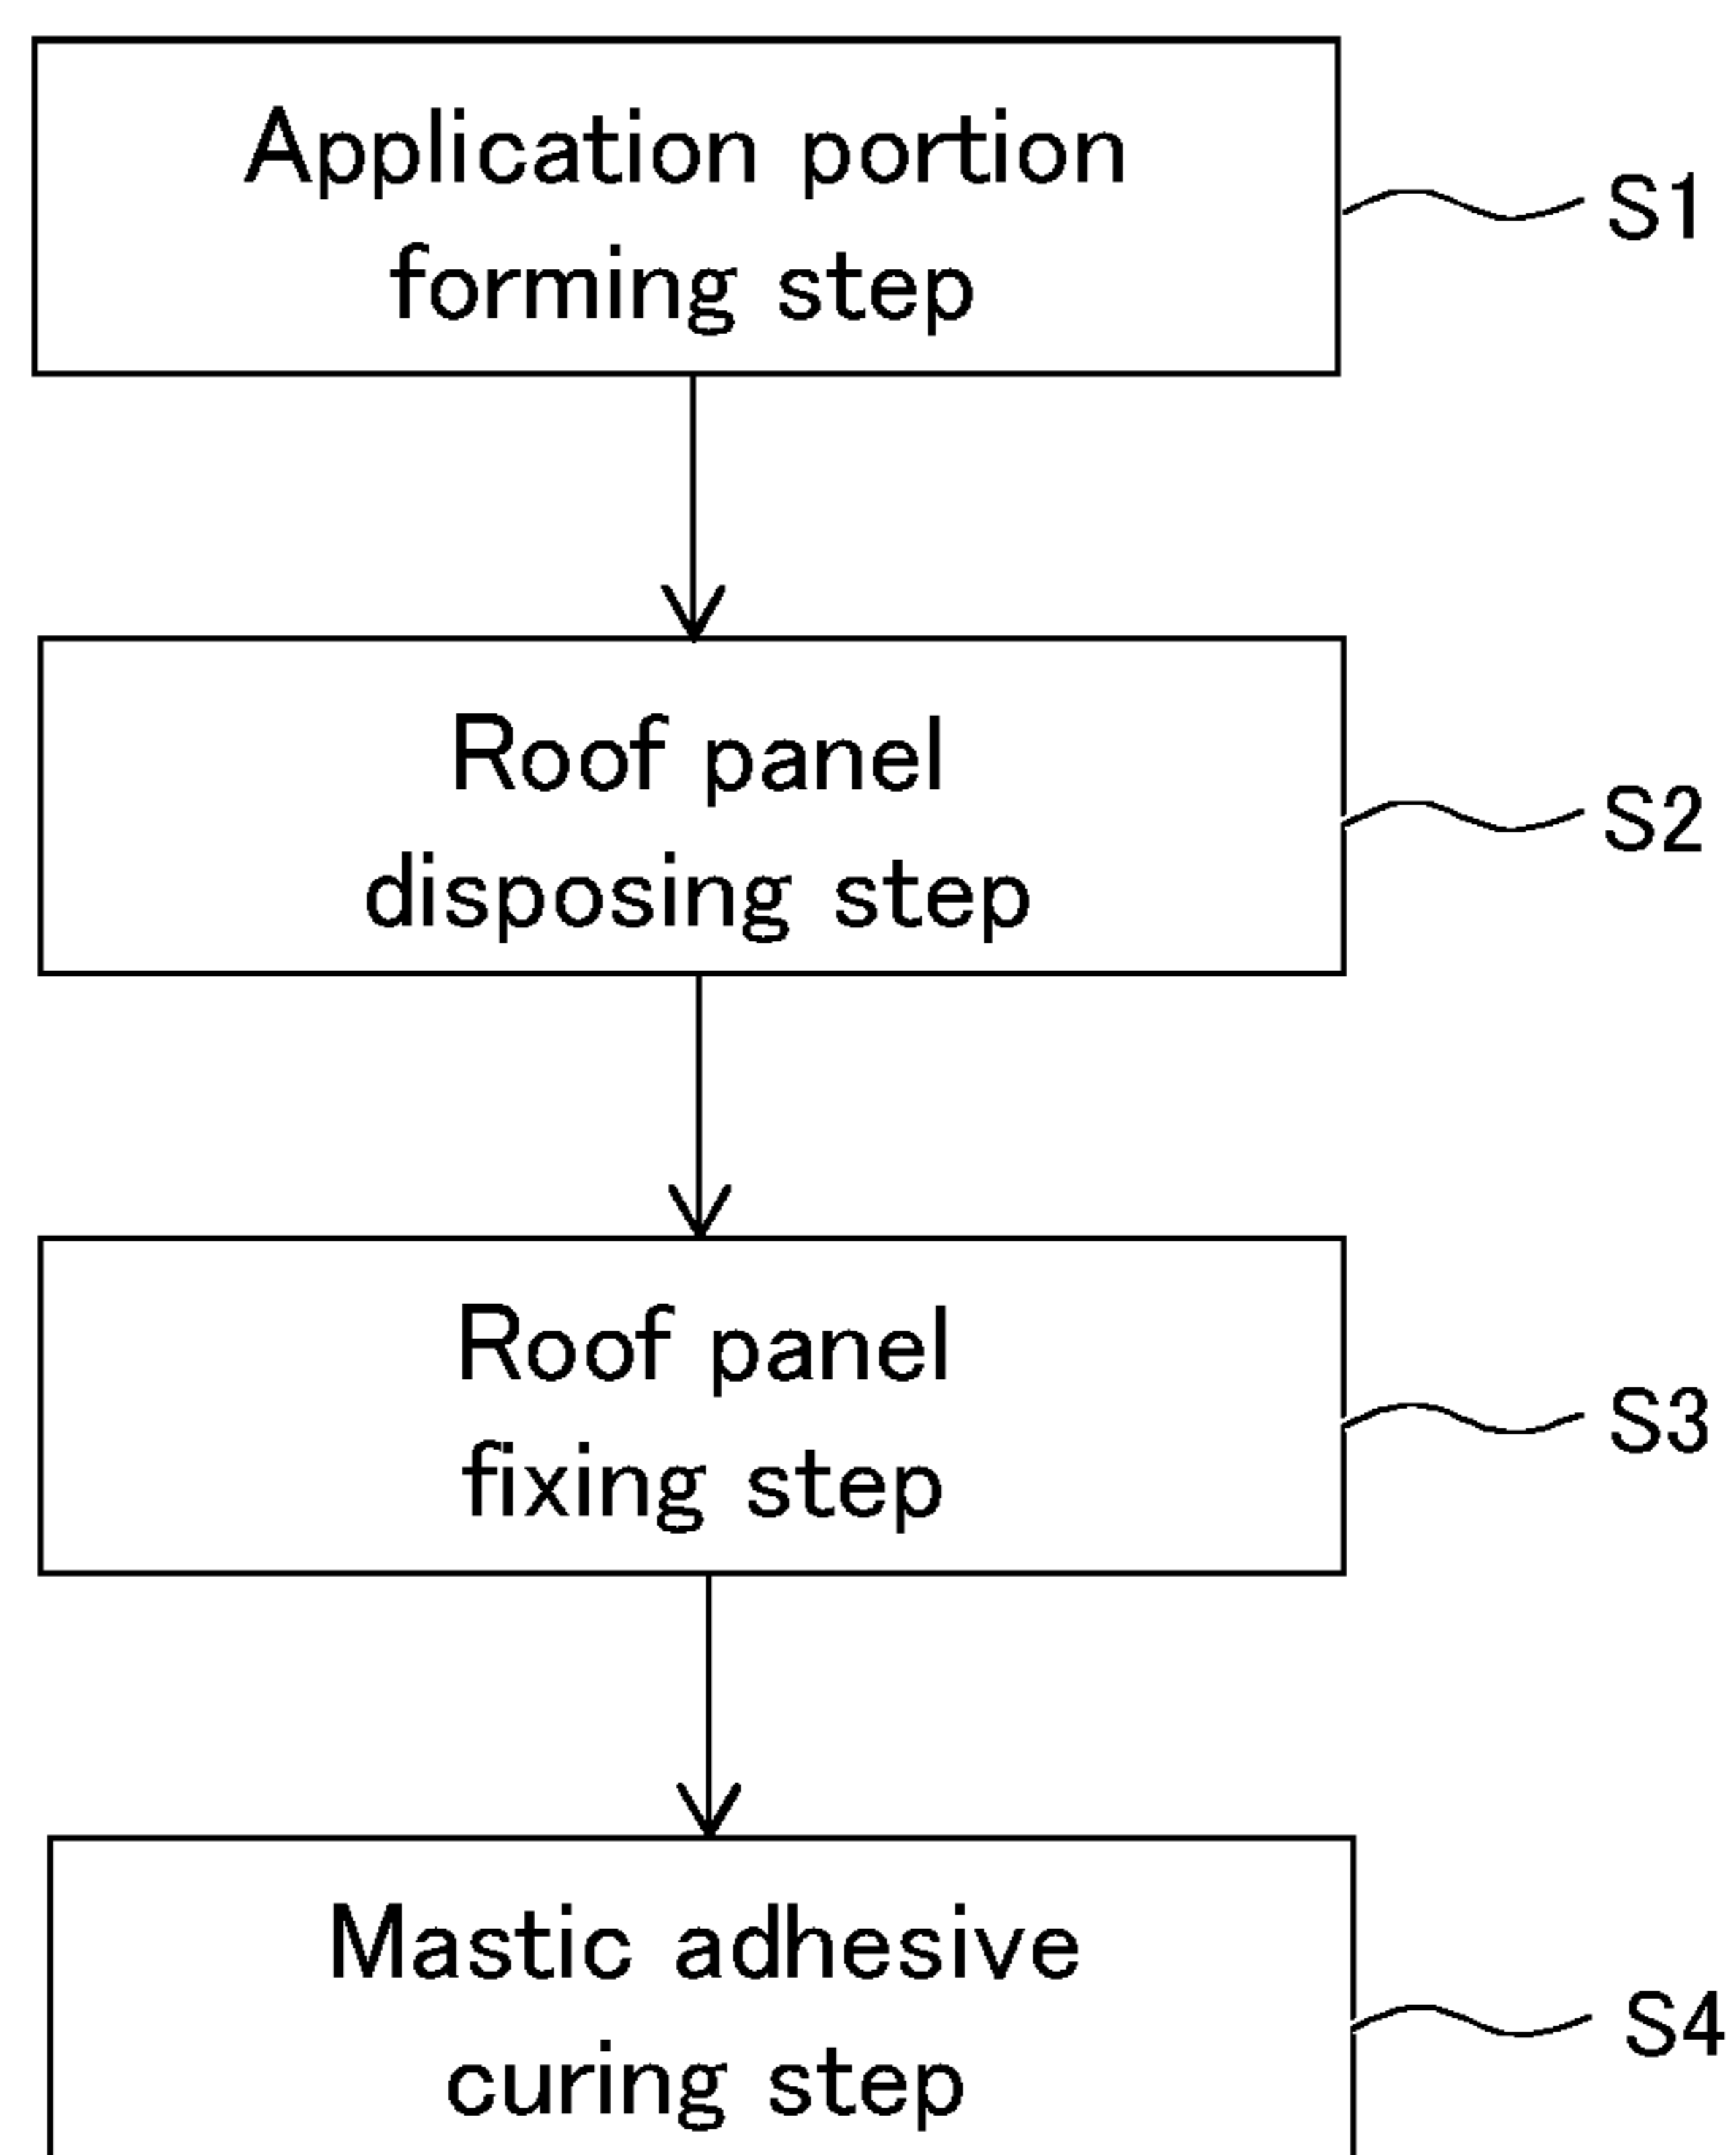 Application portion
forming step
S1
Roof panel
disposing step
S2
Roof panel
fixing step
S3
Mastic adhesive
curing step
S4